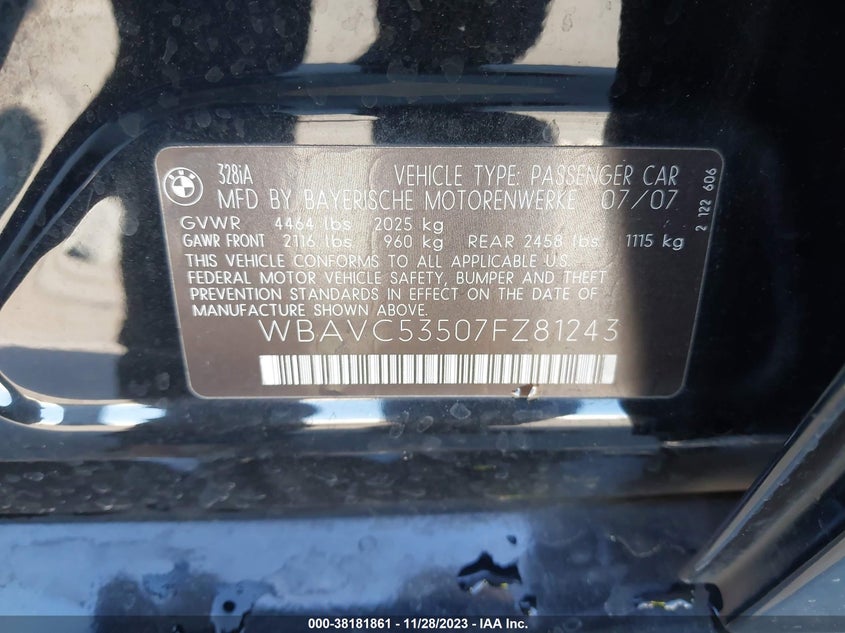 BMW
328iA
VEHICLE TYPE: PASSENGER CAR
MFD BY BAYERISCHE MOTORENWERKE 07/07
GVWR 4464 lbs 2025 kg
GAWR FRONT 2116 lbs 960 kg REAR 2458 lbs 1115 kg
THIS VEHICLE CONFORMS TO ALL APPLICABLE U.S.
FEDERAL MOTOR VEHICLE SAFETY, BUMPER AND THEFT
PREVENTION STANDARDS IN EFFECT ON THE DATE OF
MANUFACTURE SHOWN ABOVE.
WBAVC53507FZ81243
2 122 606
000-38181861 - 11/28/2023 - IAA Inc.